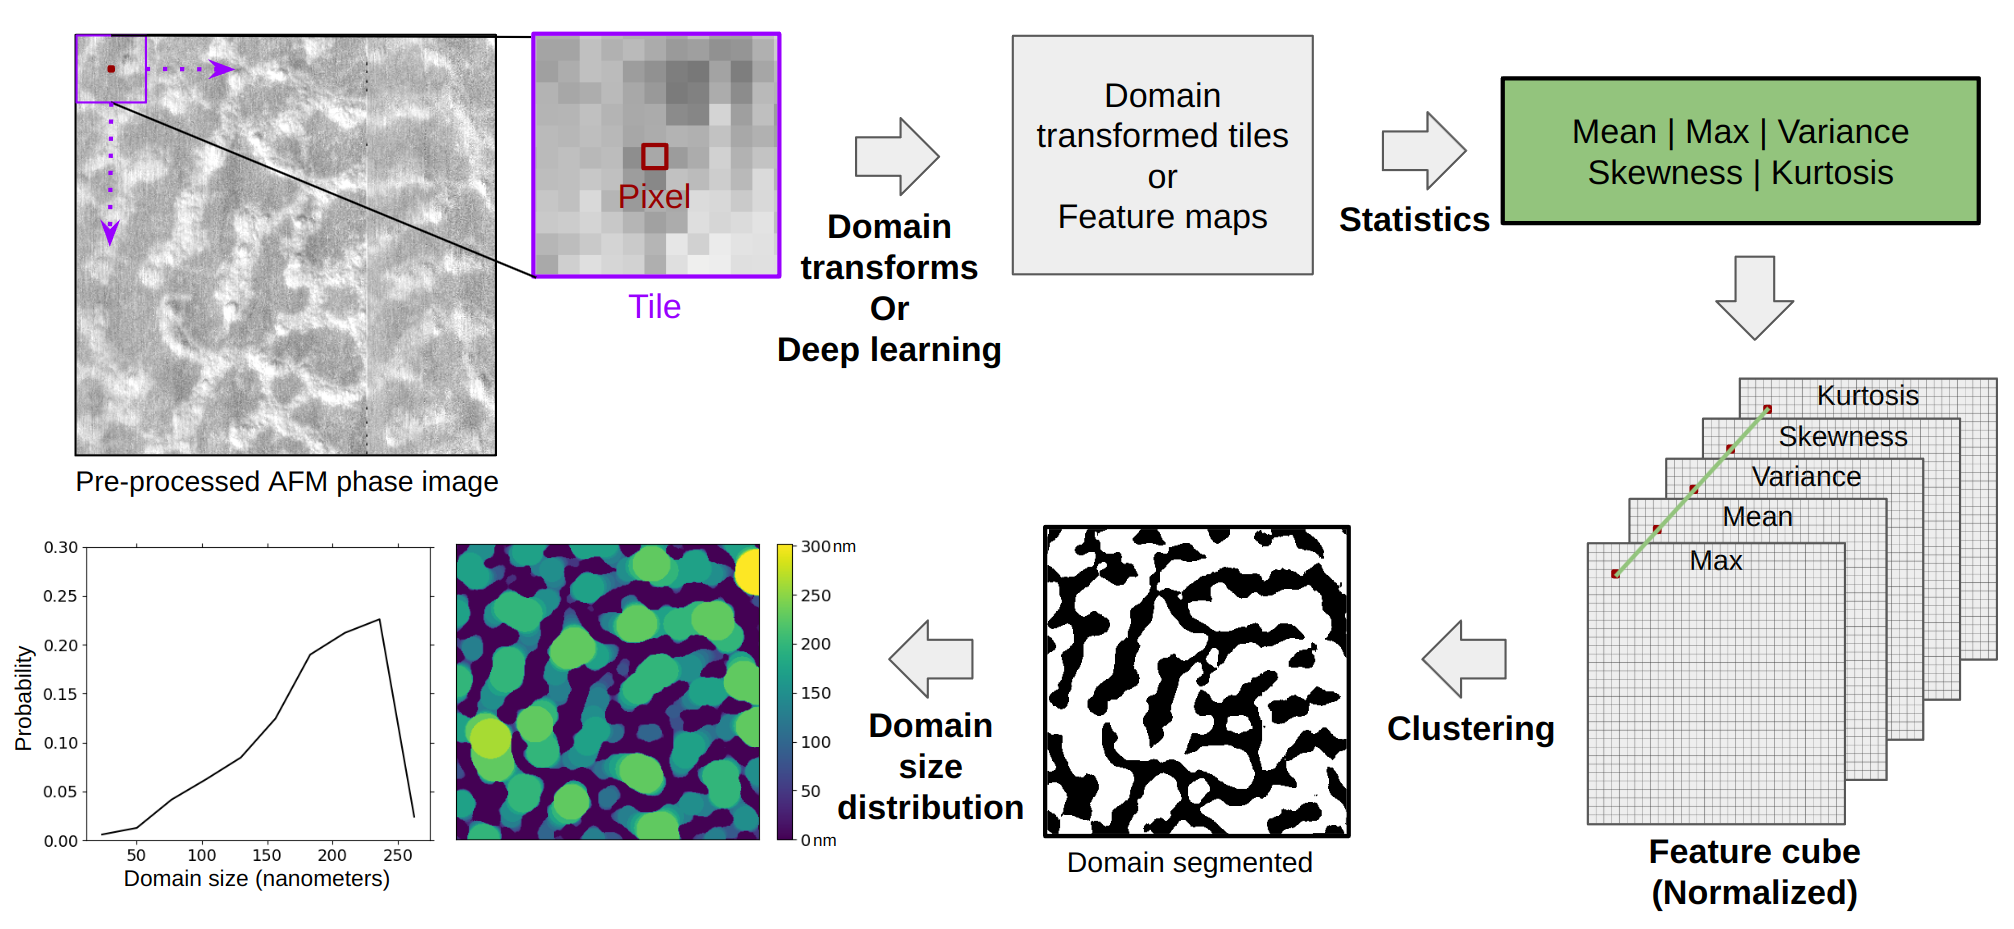 Pre-processed AFM phase image
Pixel
Tile
Domain
transforms
Or
Deep learning
Domain
transformed tiles
or
Feature maps
Statistics
Mean | Max | Variance
Skewness | Kurtosis
Kurtosis
Skewness
Variance
Mean
Max
Feature cube
(Normalized)
Clustering
Domain segmented
Domain
size
distribution
300 nm
250
200
150
100
50
0 nm
0.30
0.25
0.20
0.15
0.10
0.05
0.00
Probability
50 100 150 200 250
Domain size (nanometers)